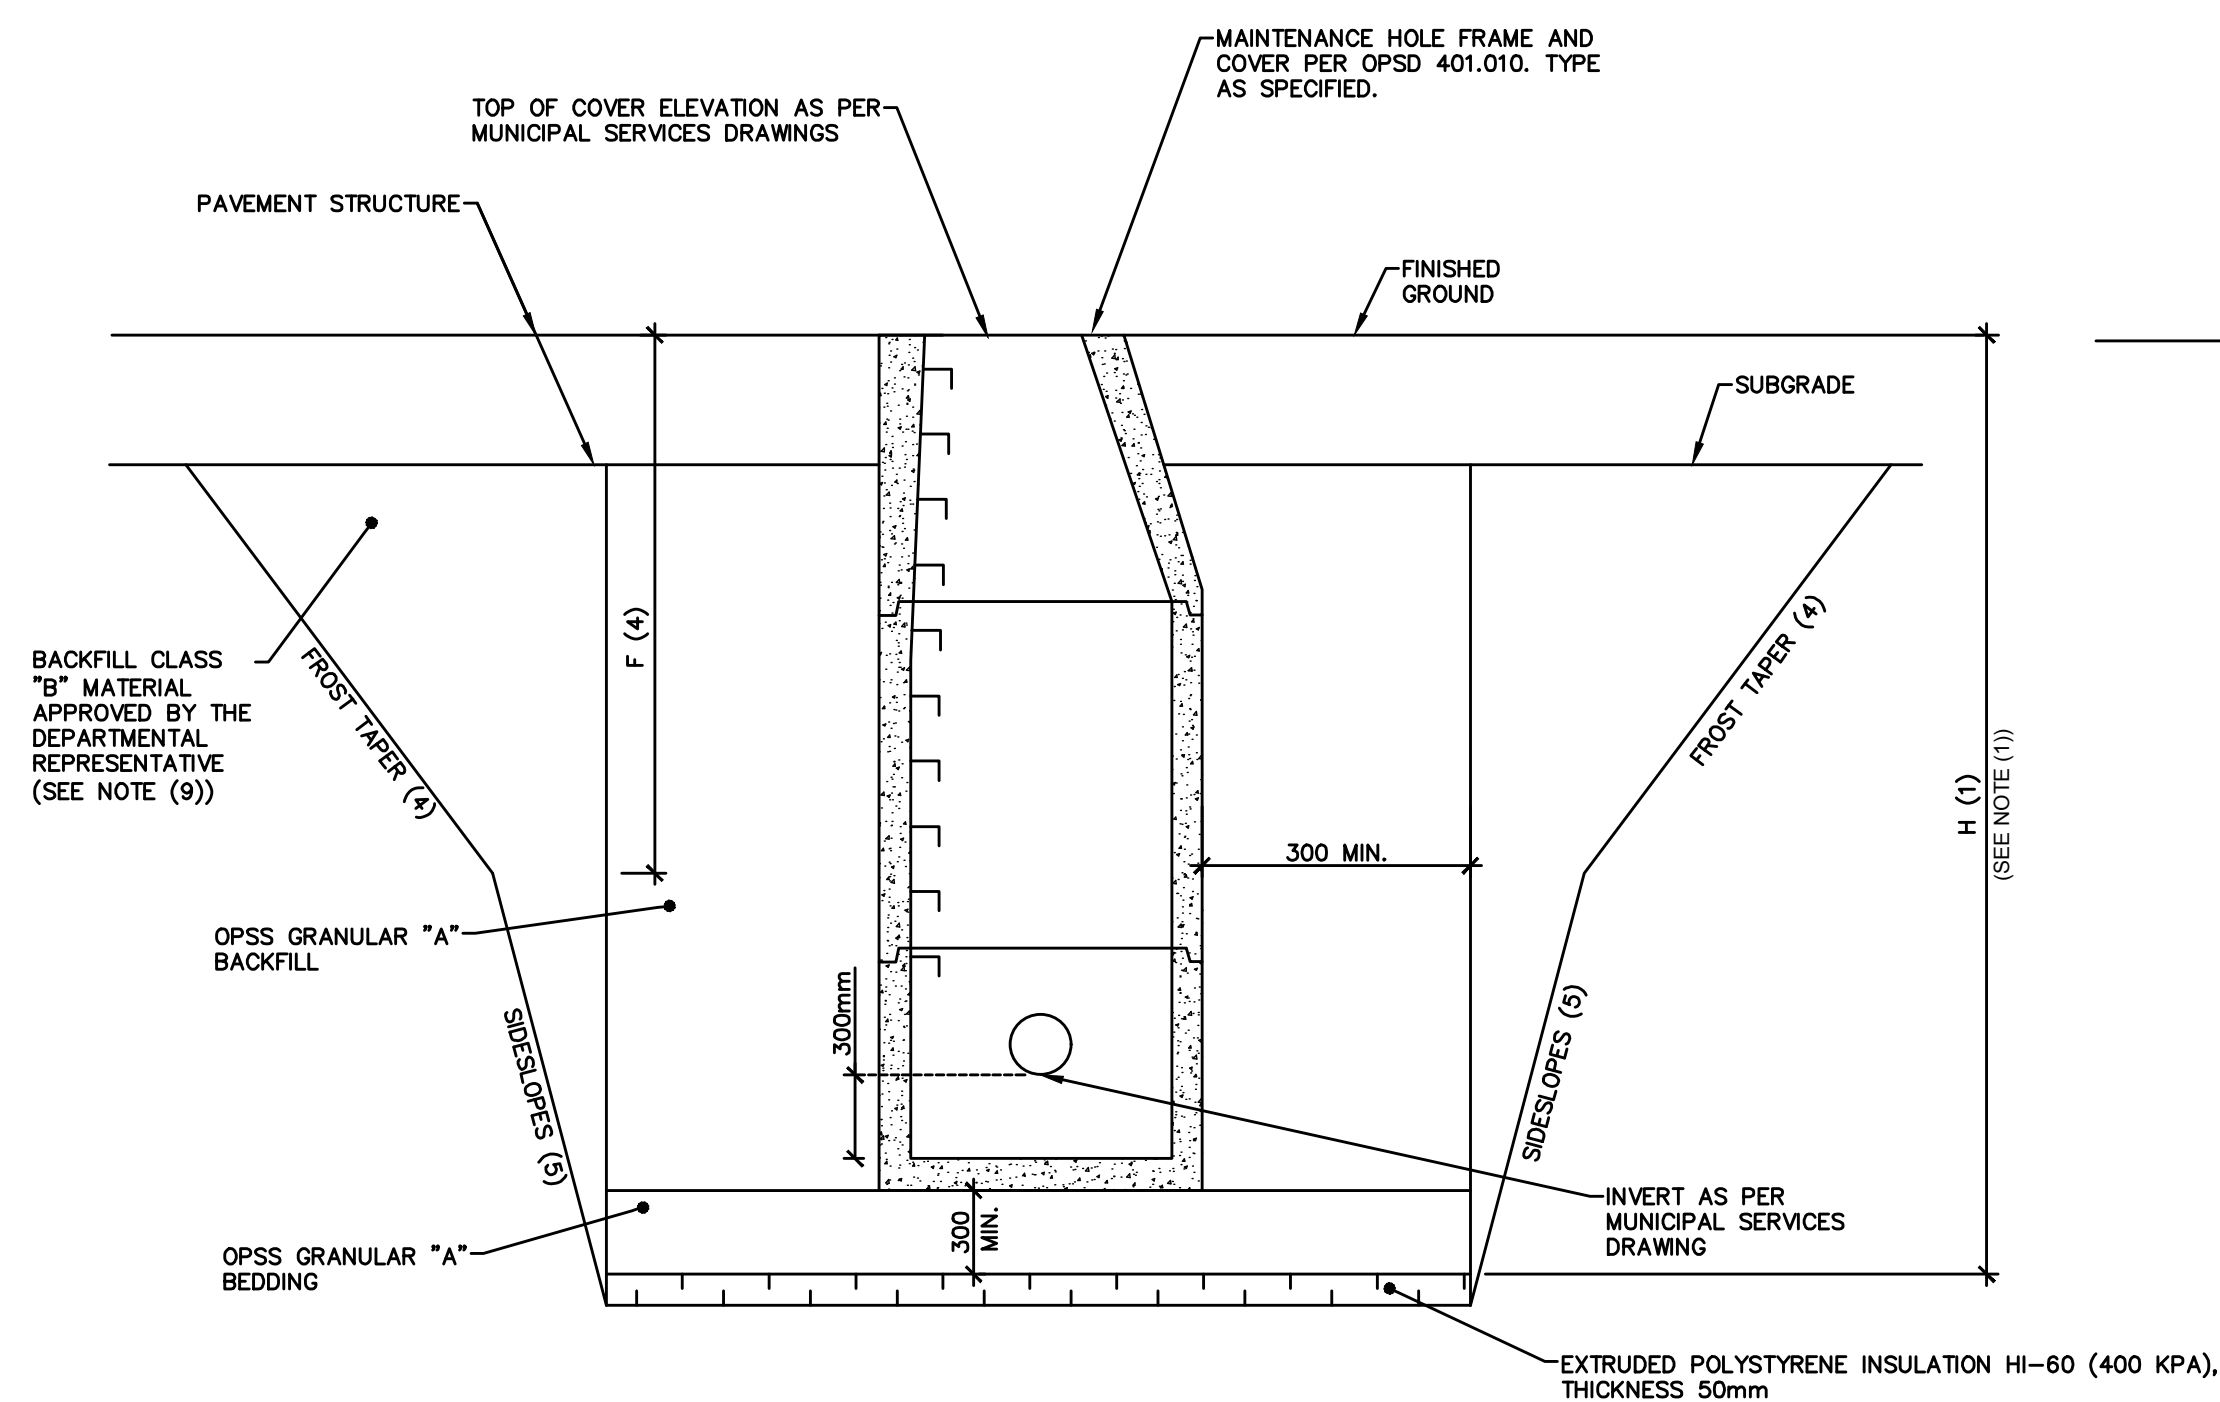 MAINTENANCE HOLE FRAME AND
COVER PER OPSD 401.010. TYPE
AS SPECIFIED.
TOP OF COVER ELEVATION AS PER
MUNICIPAL SERVICES DRAWINGS
PAVEMENT STRUCTURE
FINISHED
GROUND
SUBGRADE
F (4)
BACKFILL CLASS
"B" MATERIAL
APPROVED BY THE
DEPARTMENTAL
REPRESENTATIVE
(SEE NOTE (9))
FROST TAPER (4)
FROST TAPER (4)
H (1)
(SEE NOTE (1))
300 MIN.
OPSS GRANULAR "A"
BACKFILL
300mm
SIDESLOPES (5)
SIDESLOPES (5)
INVERT AS PER
MUNICIPAL SERVICES
DRAWING
300
MIN.
OPSS GRANULAR "A"
BEDDING
EXTRUDED POLYSTYRENE INSULATION HI-60 (400 KPA),
THICKNESS 50mm